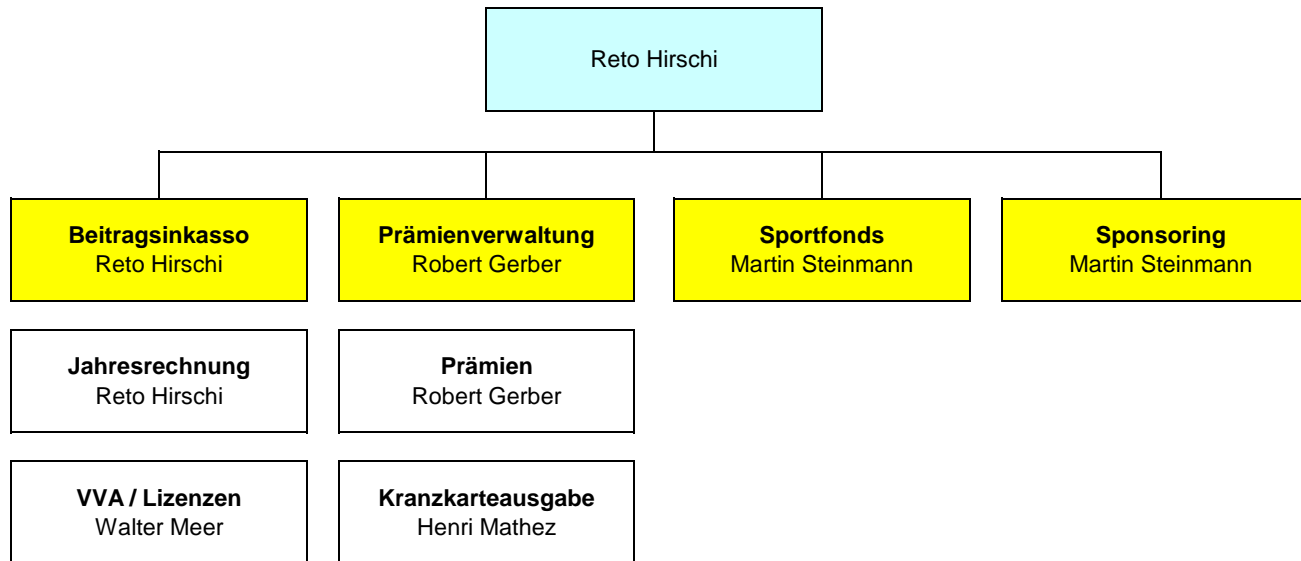 Reto Hirschi
Beitragsinkasso
Reto Hirschi
Prämienverwaltung
Robert Gerber
Sportfonds
Martin Steinmann
Sponsoring
Martin Steinmann
Jahresrechnung
Reto Hirschi
Prämien
Robert Gerber
VVA / Lizenzen
Walter Meer
Kranzkarteausgabe
Henri Mathez